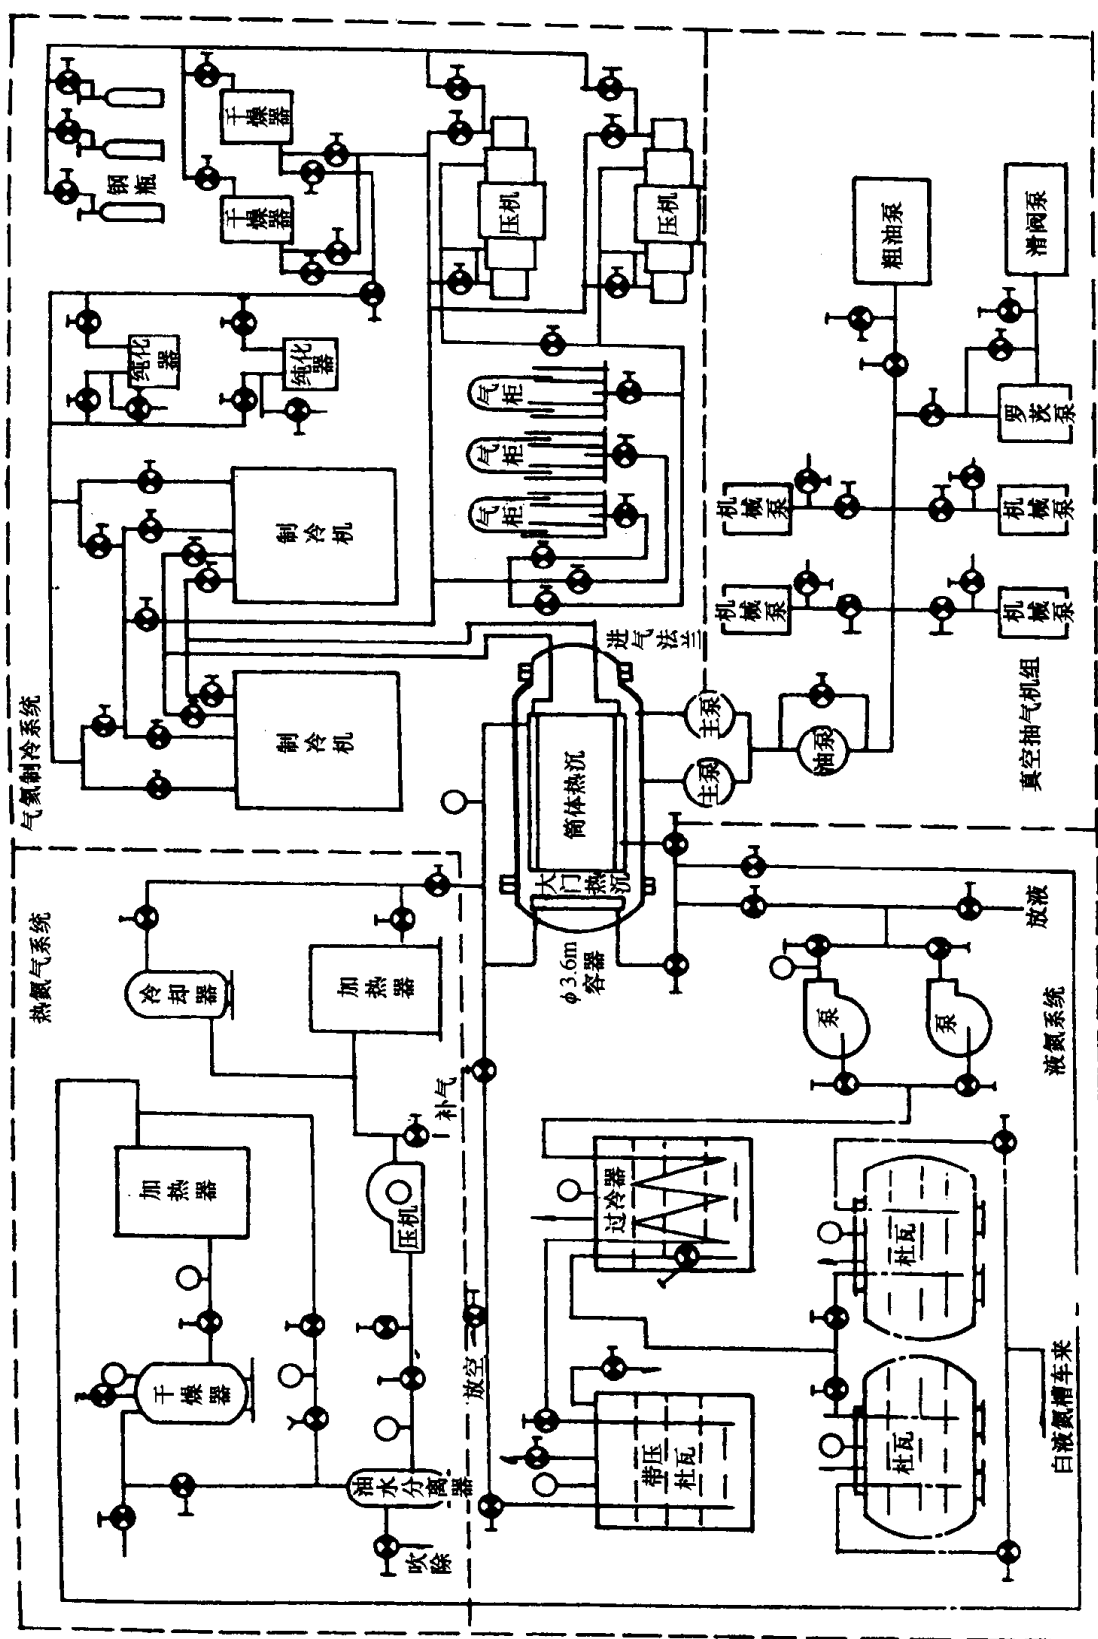 热氮气系统
加热器
干燥器
油水分离器
吹除
压机
补气
放空
冷却器
加热器
气氦制冷系统
制冷机
制冷机
纯化
器
纯化
器
钢瓶
干燥器
干燥器
压机
压机
气柜
气柜
气柜
进气法兰
φ3.6m
容器
大门热沉
筒体热沉
带压
杜瓦
过冷器
杜瓦
杜瓦
自液氮槽车来
泵
泵
放液
液氮系统
主泵
主泵
油泵
机械泵
机械泵
机械泵
机械泵
罗茨泵
粗油泵
滑阀泵
真空抽气机组